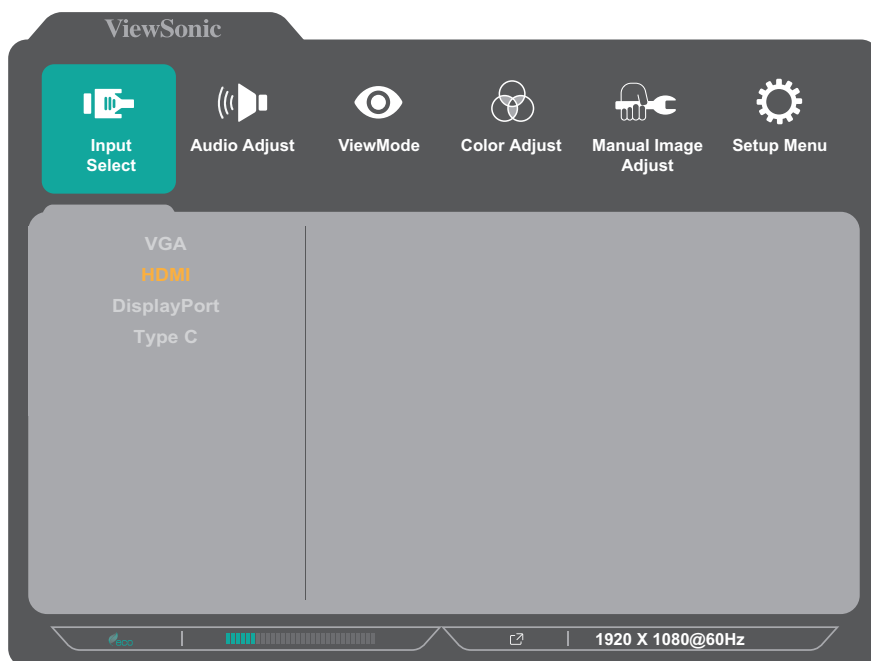 ViewSonic
Input
Select
Audio Adjust
ViewMode
Color Adjust
Manual Image
Adjust
Setup Menu
VGA
HDMI
DisplayPort
Type C
eco
1920 X 1080@60Hz